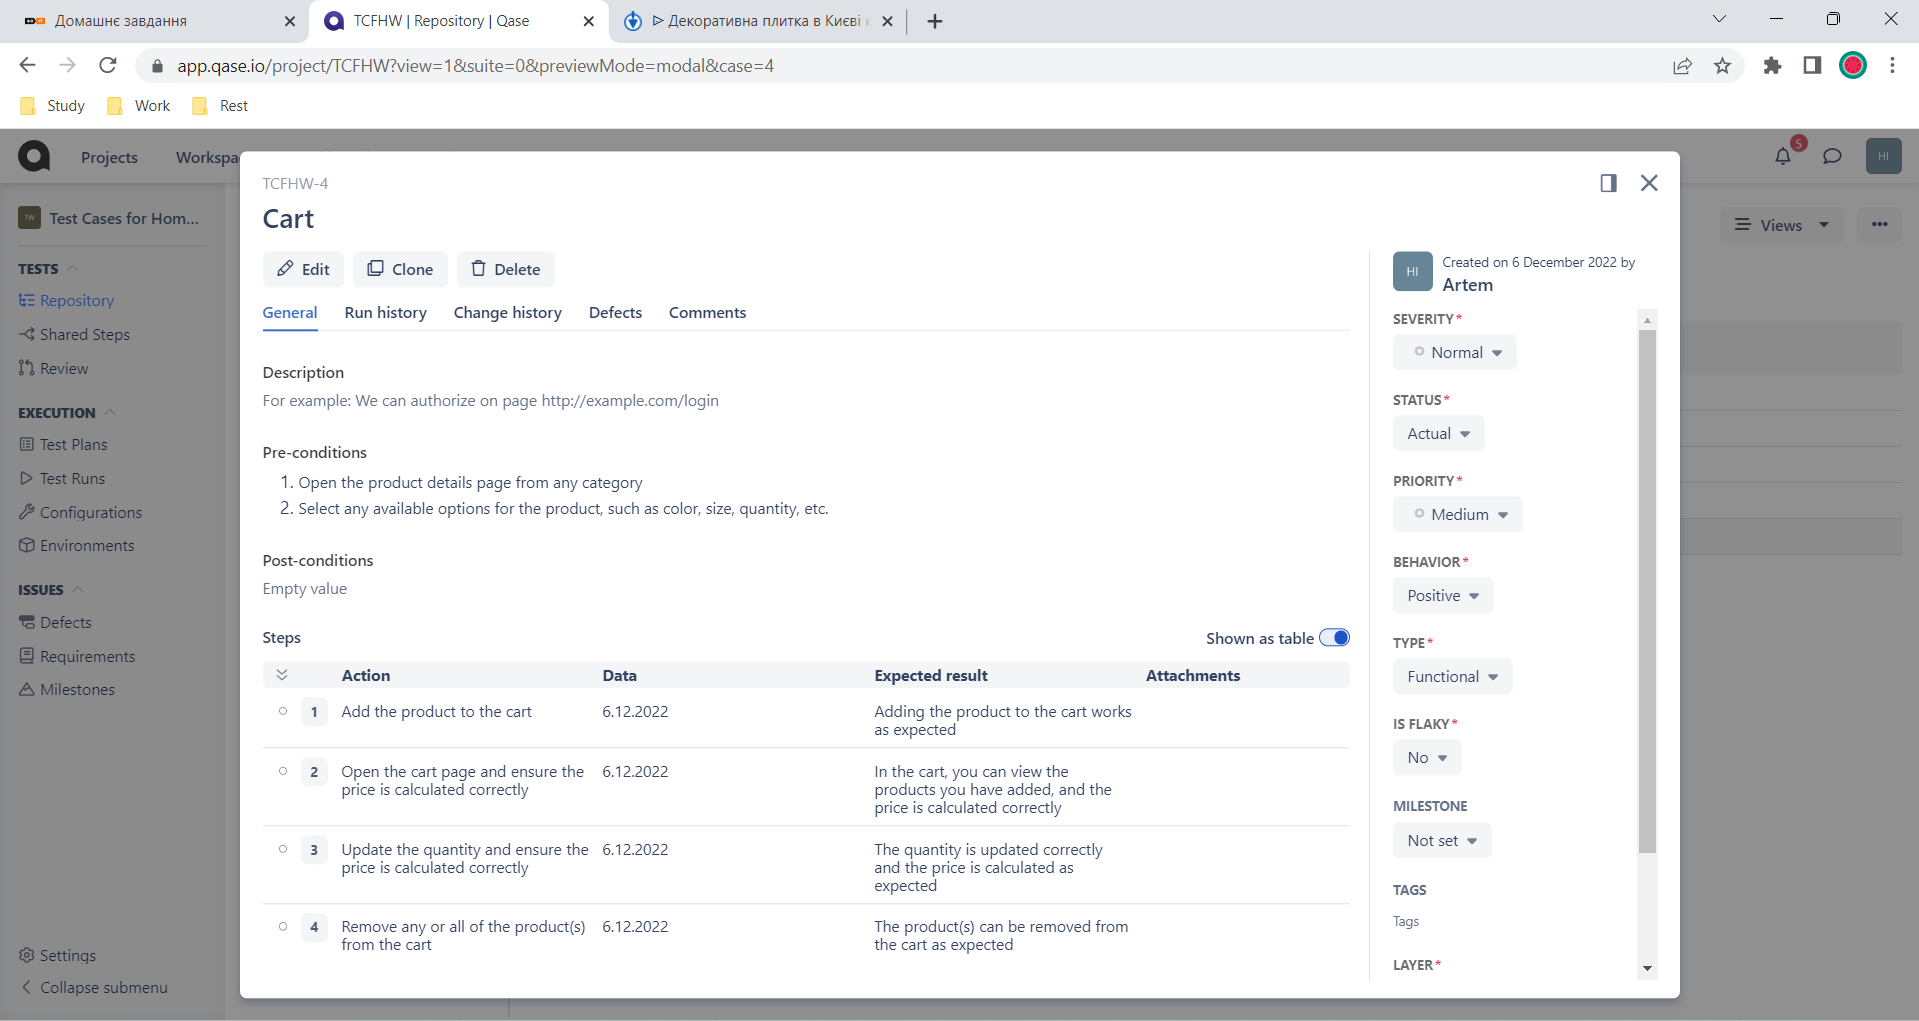 Домашнє завдання
TCFHW | Repository | Qase
ᐅ Декоративна плитка в Києві
app.qase.io/project/TCFHW?view=1&suite=0&previewMode=modal&case=4
Study
Work
Rest
Projects
Workspa
5
HI
TW
Test Cases for Hom...
TESTS
Repository
Shared Steps
Review
EXECUTION
Test Plans
Test Runs
Configurations
Environments
ISSUES
Defects
Requirements
Milestones
Settings
Collapse submenu
Views
TCFHW-4
Cart
Edit
Clone
Delete
General
Run history
Change history
Defects
Comments
Description
For example: We can authorize on page http://example.com/login
Pre-conditions
1. Open the product details page from any category
2. Select any available options for the product, such as color, size, quantity, etc.
Post-conditions
Empty value
Steps
Shown as table
Action
Data
Expected result
Attachments
1
Add the product to the cart
6.12.2022
Adding the product to the cart works
as expected
2
Open the cart page and ensure the
price is calculated correctly
6.12.2022
In the cart, you can view the
products you have added, and the
price is calculated correctly
3
Update the quantity and ensure the
price is calculated correctly
6.12.2022
The quantity is updated correctly
and the price is calculated as
expected
4
Remove any or all of the product(s)
from the cart
6.12.2022
The product(s) can be removed from
the cart as expected
HI
Created on 6 December 2022 by
Artem
SEVERITY*
Normal
STATUS*
Actual
PRIORITY*
Medium
BEHAVIOR*
Positive
TYPE*
Functional
IS FLAKY*
No
MILESTONE
Not set
TAGS
Tags
LAYER*